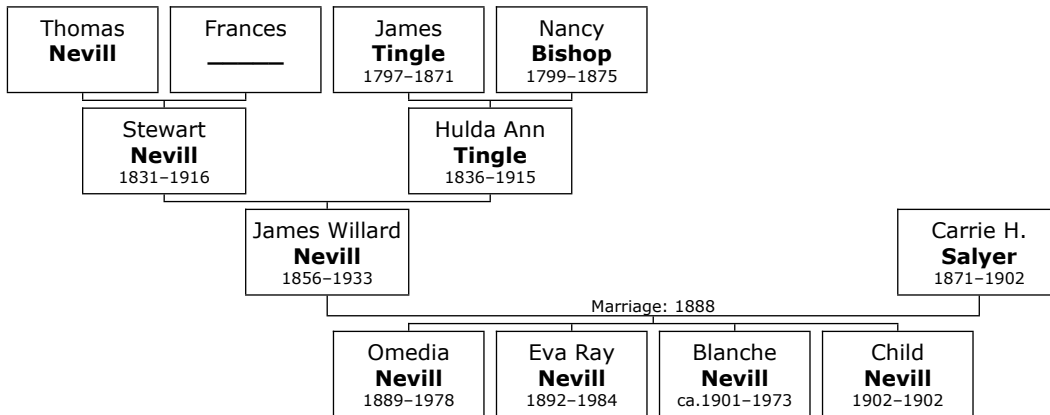 Thomas
Nevill
Frances
______
James
Tingle
1797–1871
Nancy
Bishop
1799–1875
Stewart
Nevill
1831–1916
Hulda Ann
Tingle
1836–1915
James Willard
Nevill
1856–1933
Carrie H.
Salyer
1871–1902
Marriage: 1888
Omedia
Nevill
1889–1978
Eva Ray
Nevill
1892–1984
Blanche
Nevill
ca.1901–1973
Child
Nevill
1902–1902